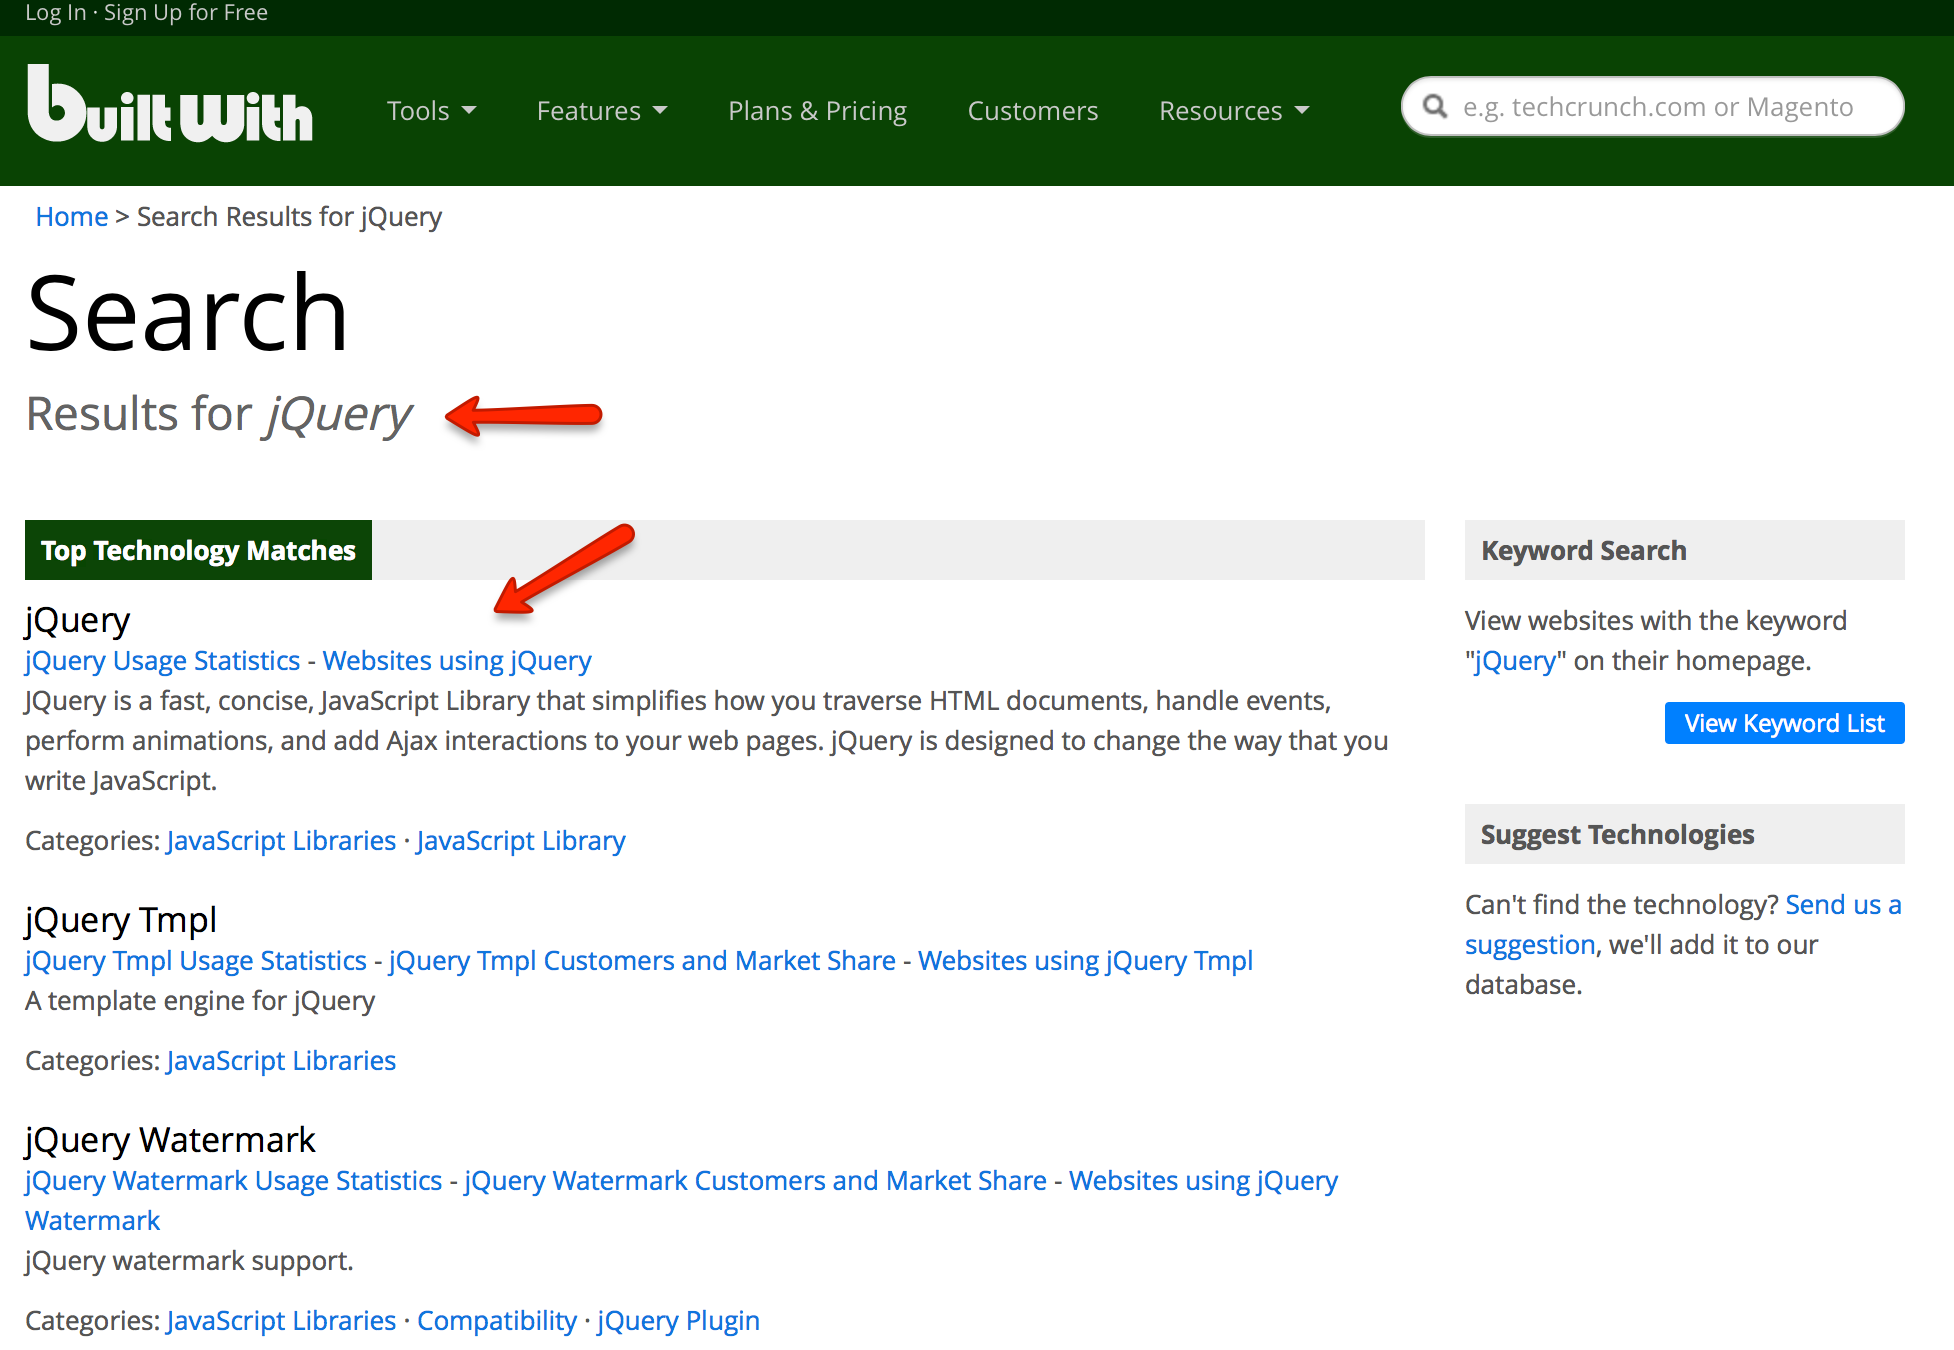 Log In · Sign Up for Free
builtwith
Tools
Features
Plans & Pricing
Customers
Resources
e.g. techcrunch.com or Magento
Home > Search Results for jQuery
Search
Results for jQuery
Top Technology Matches
jQuery
jQuery Usage Statistics - Websites using jQuery
JQuery is a fast, concise, JavaScript Library that simplifies how you traverse HTML documents, handle events,
perform animations, and add Ajax interactions to your web pages. jQuery is designed to change the way that you
write JavaScript.
Categories: JavaScript Libraries · JavaScript Library
jQuery Tmpl
jQuery Tmpl Usage Statistics - jQuery Tmpl Customers and Market Share - Websites using jQuery Tmpl
A template engine for jQuery
Categories: JavaScript Libraries
jQuery Watermark
jQuery Watermark Usage Statistics - jQuery Watermark Customers and Market Share - Websites using jQuery
Watermark
jQuery watermark support.
Categories: JavaScript Libraries · Compatibility · jQuery Plugin
Keyword Search
View websites with the keyword
"jQuery" on their homepage.
View Keyword List
Suggest Technologies
Can't find the technology? Send us a
suggestion, we'll add it to our
database.